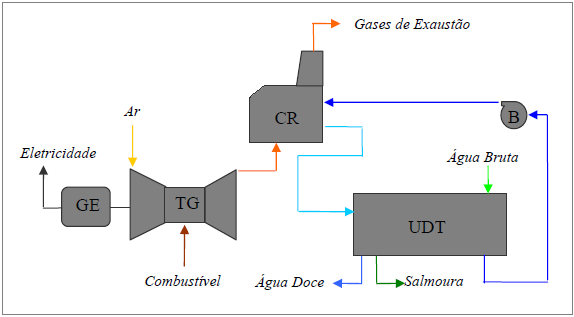 Gases de Exaustão
Ar
CR
B
Eletricidade
Água Bruta
GE
TG
UDT
Combustível
Água Doce
Salmoura